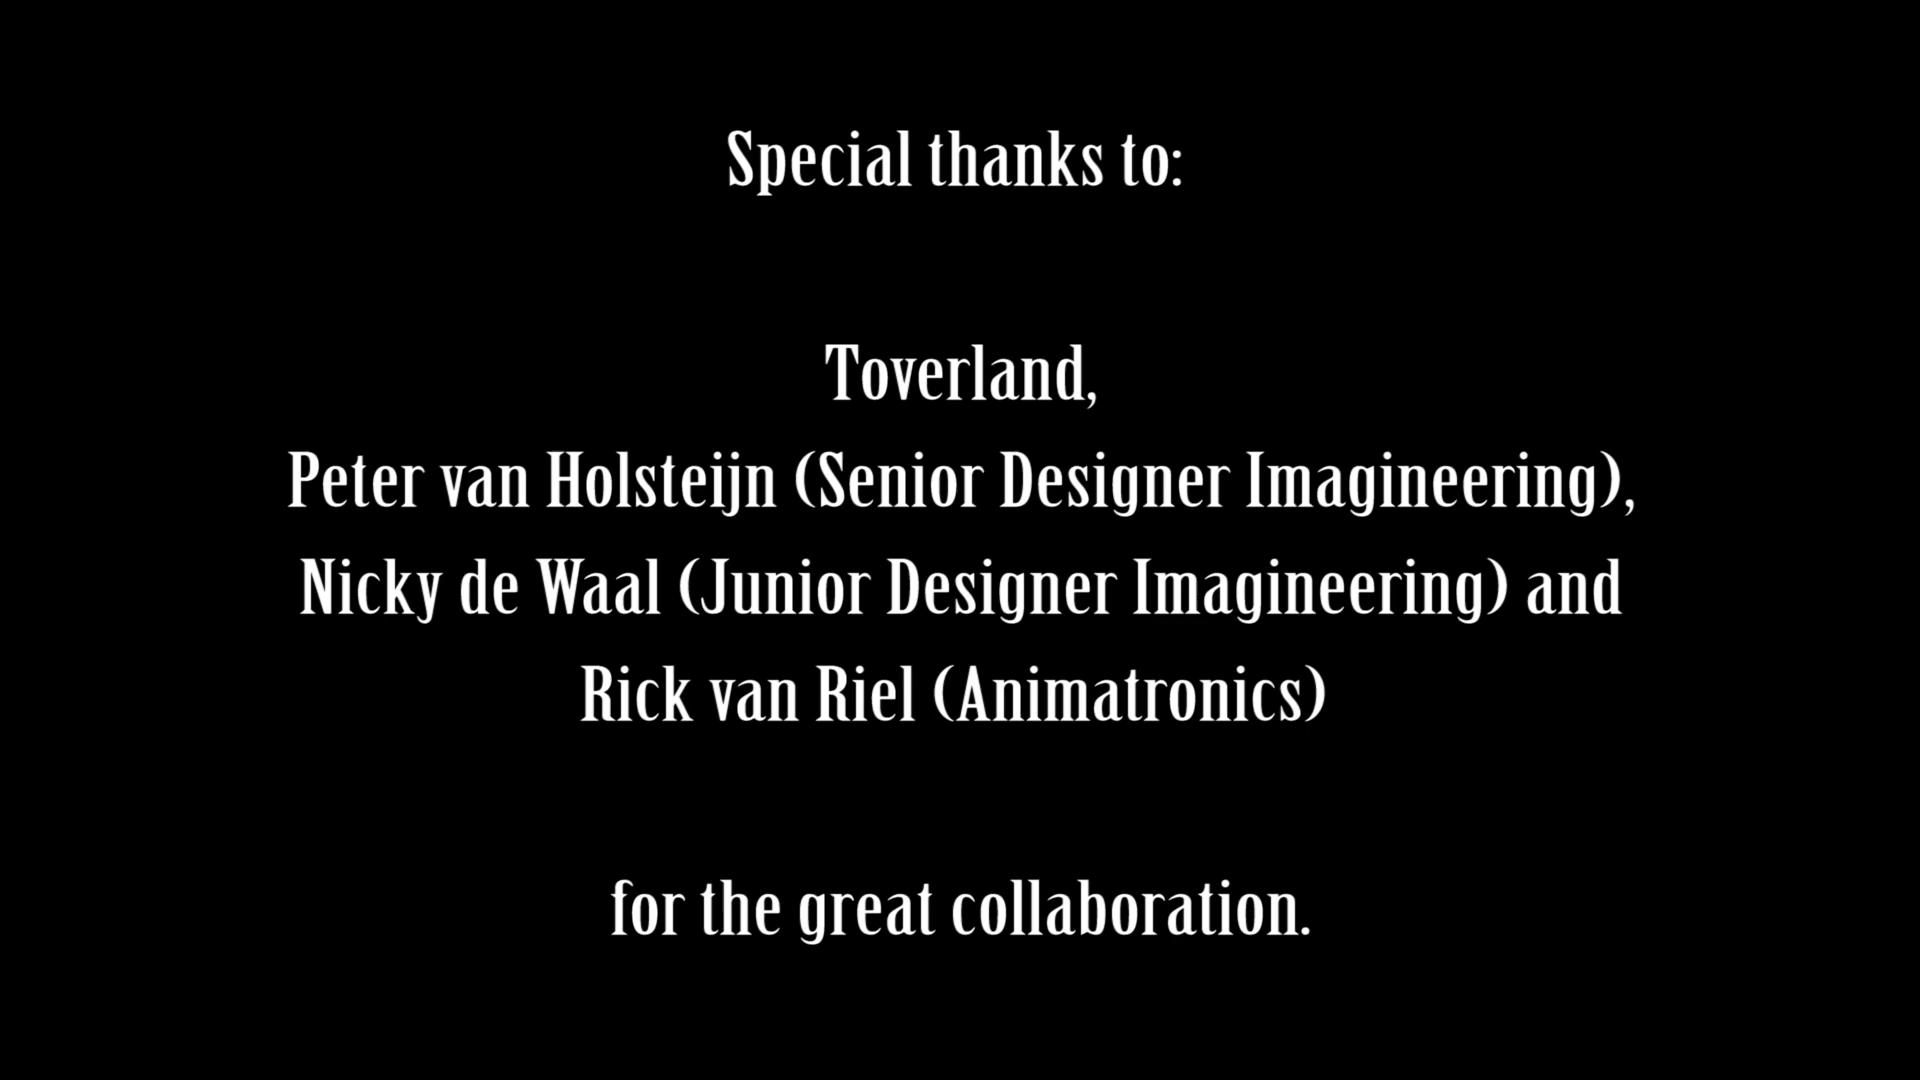 Special thanks to:
Toverland,
Peter van Holsteijn (Senior Designer Imagineering),
Nicky de Waal (Junior Designer Imagineering) and
Rick van Riel (Animatronics)
for the great collaboration.